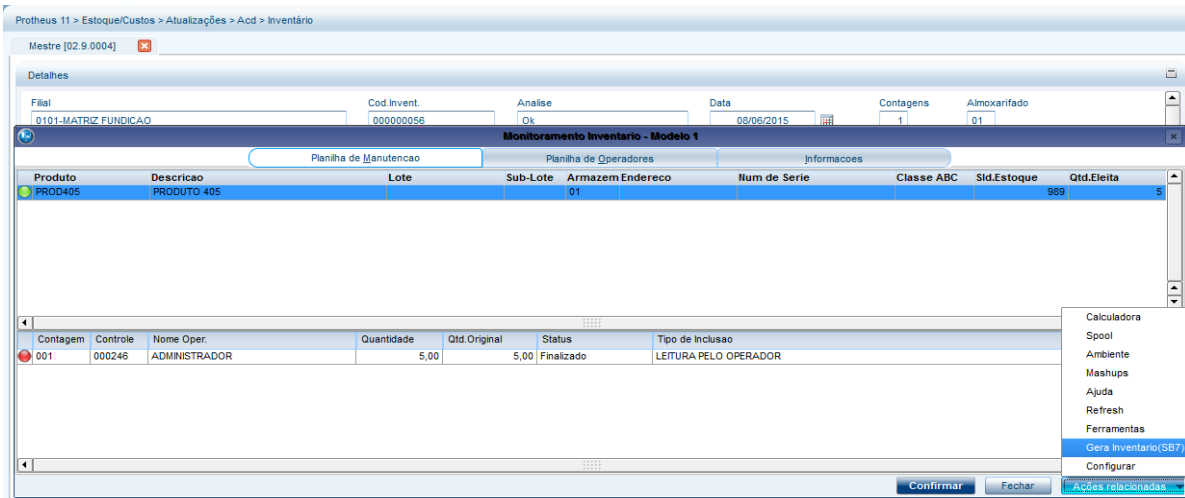 Protheus 11 > Estoque/Custos > Atualizações > Acd > Inventário
Mestre [02.9.0004]
Detalhes
Filial Cod.Invent. Analise Data Contagens Almoxarifado
0101-MATRIZ FUNDICAO 000000056 Ok 08/06/2015 1 01
Monitoramento Inventario - Modelo 1
Planilha de Manutencao Planilha de Operadores Informacoes
Produto Descricao Lote Sub-Lote Armazem Endereco Num de Serie Classe ABC Sld.Estoque Qtd.Eleita
PROD405 PRODUTO 405 01 989 5
Contagem Controle Nome Oper. Quantidade Qtd.Original Status Tipo de Inclusao
001 000246 ADMINISTRADOR 5,00 5,00 Finalizado LEITURA PELO OPERADOR
Calculadora
Spool
Ambiente
Mashups
Ajuda
Refresh
Ferramentas
Gera Inventario(SB7)
Configurar
Confirmar Fechar Ações relacionadas